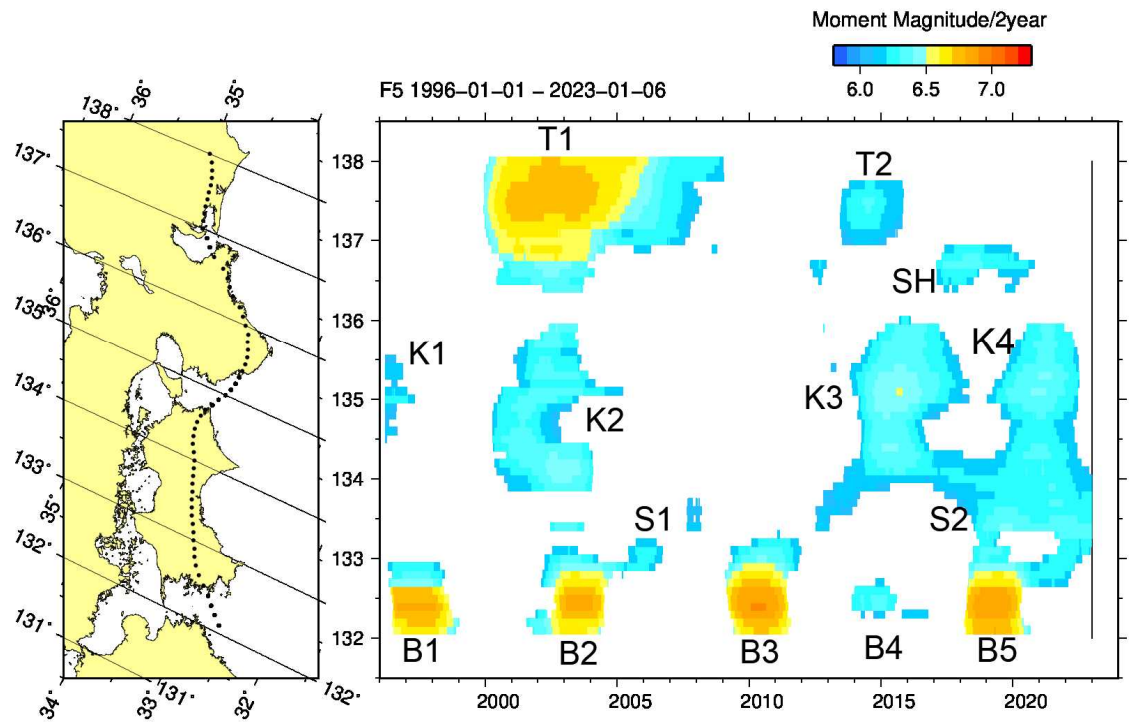 Moment Magnitude/2year
6.0 6.5 7.0
F5 1996−01−01 − 2023−01−06
36° 35°
138°
137°
136°
36°
135°
134°
133°
35°
132°
131°
34° 33° 131° 32° 132°
138
137
136
135
134
133
132
T1
T2
SH
K1
K4
K3
K2
S1
S2
B1
B2
B3
B4
B5
2000 2005 2010 2015 2020